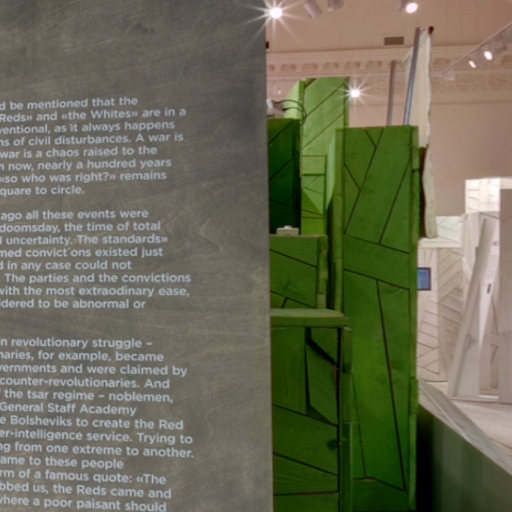 d be mentioned that the
Reds» and «the Whites» are in a
ventional, as it always happens
ns of civil disturbances. A war is
war is a chaos raised to the
n now, nearly a hundred years
«so who was right?» remains
quare to circle.
ago all these events were
doomsday, the time of total
l uncertainty. The standards»
med convict ons existed just
d in any case could not
. The parties and the convictions
with the most extraodinary ease,
idered to be abnormal or
n revolutionary struggle –
naries, for example, became
vernments and were claimed by
counter-revolutionaries. And
f the tsar regime – noblemen,
General Staff Academy
e Bolsheviks to create the Red
er-intelligence service. Trying to
ng from one extreme to another.
ame to these people
rm of a famous quote: «The
bbed us, the Reds came and
where a poor paisant should